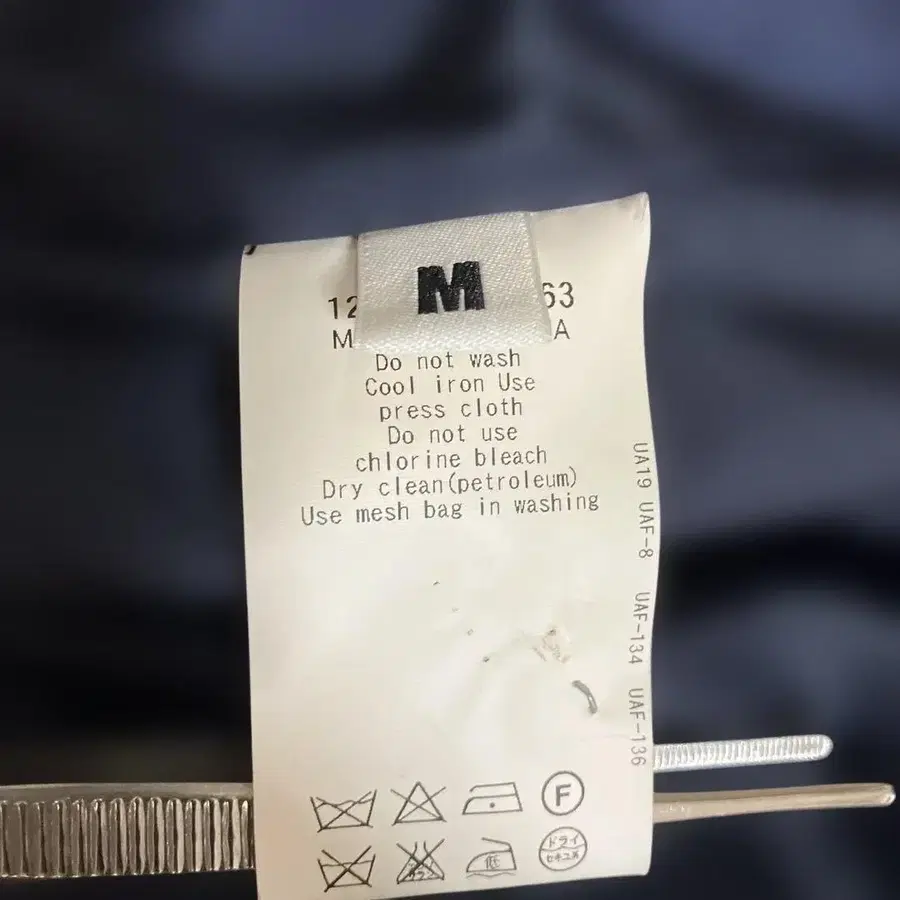 M
12 63
M A
Do not wash
Cool iron Use
press cloth
Do not use
chlorine bleach
Dry clean(petroleum)
Use mesh bag in washing
UA19 UAF-8 UAF-134 UAF-136
F
ドライ
セキユ系
低